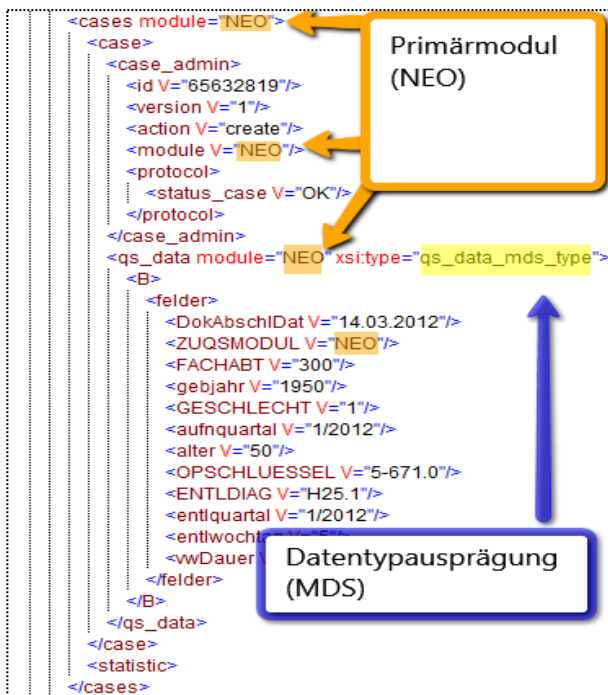 <cases module="NEO">
<case>
<case_admin>
<id V="65632819"/>
<version V="1"/>
<action V="create"/>
<module V="NEO"/>
<protocol>
<status_case V="OK"/>
</protocol>
</case_admin>
<qs_data module="NEO" xsi:type="qs_data_mds_type">
<B>
<felder>
<DokAbschlDat V="14.03.2012"/>
<ZUQSMODUL V="NEO"/>
<FACHABT V="300"/>
<gebjahr V="1950"/>
<GESCHLECHT V="1"/>
<aufnquartal V="1/2012"/>
<alter V="50"/>
<OPSCHLUESSEL V="5-671.0"/>
<ENTLDIAG V="H25.1"/>
<entlquartal V="1/2012"/>
<entlwochtag
<vwDauer
</felder>
</B>
</qs_data>
</case>
<statistic>
</cases>
Primärmodul
(NEO)
Datentypausprägung
(MDS)